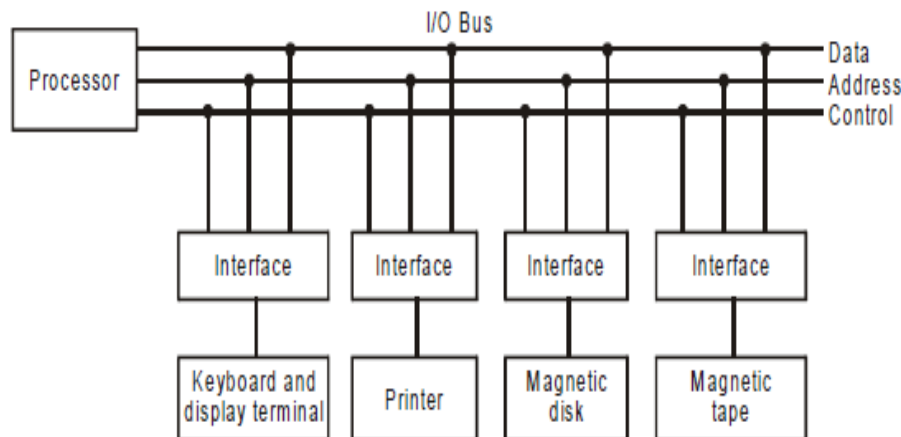 I/O Bus
Processor
Data
Address
Control
Interface
Interface
Interface
Interface
Keyboard and
display terminal
Printer
Magnetic
disk
Magnetic
tape